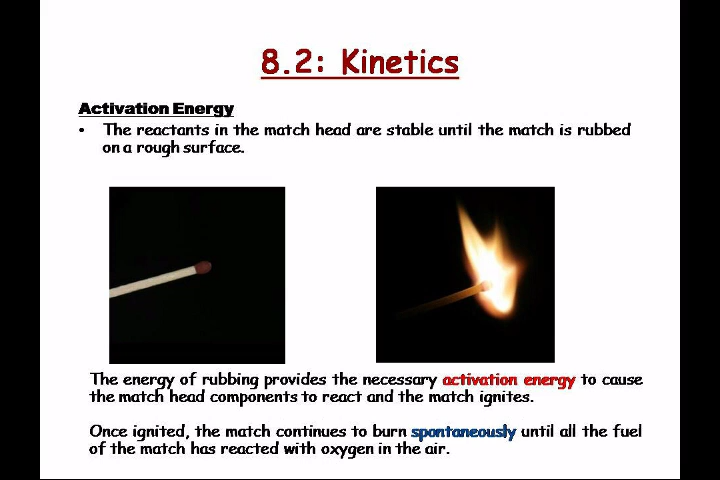 8.2: Kinetics
Activation Energy
• The reactants in the match head are stable until the match is rubbed
on a rough surface.
The energy of rubbing provides the necessary activation energy to cause
the match head components to react and the match ignites.
Once ignited, the match continues to burn spontaneously until all the fuel
of the match has reacted with oxygen in the air.